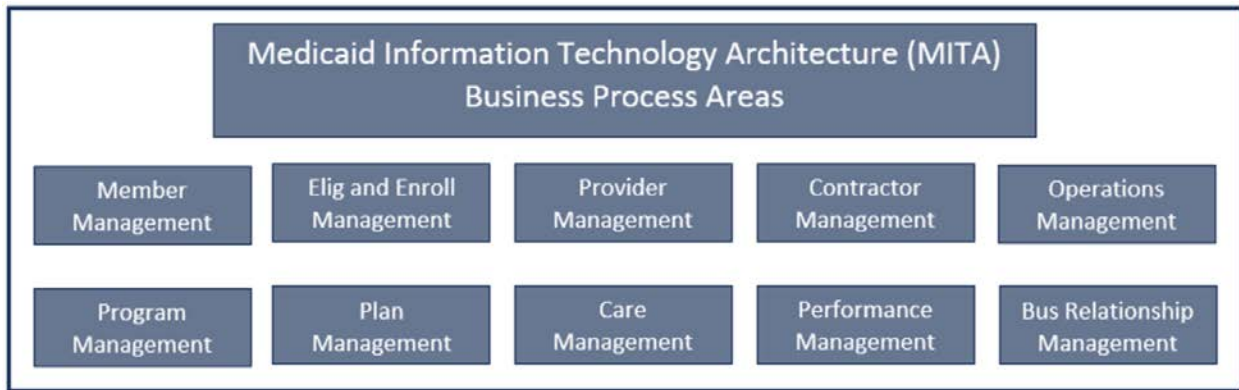 Medicaid Information Technology Architecture (MITA)
Business Process Areas
Member
Management
Elig and Enroll
Management
Provider
Management
Contractor
Management
Operations
Management
Program
Management
Plan
Management
Care
Management
Performance
Management
Bus Relationship
Management